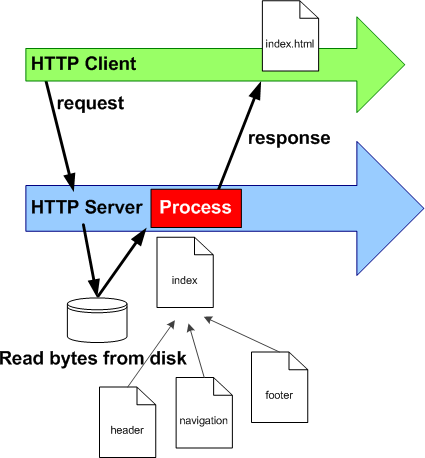 index.html
HTTP Client
request
response
HTTP Server
Process
index
Read bytes from disk
header
navigation
footer